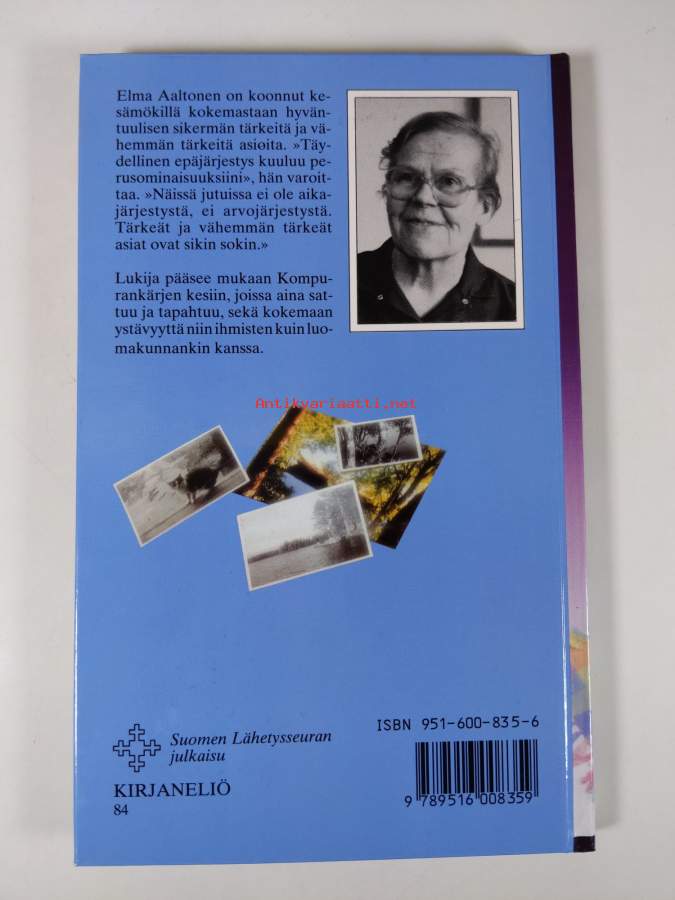 Elma Aaltonen on koonnut ke-
sämökillä kokemastaan hyvän-
tuulisen sikermän tärkeitä ja vä-
hemmän tärkeitä asioita. »Täy-
dellinen epäjärjestys kuuluu pe-
rusominaisuuksiini», hän varoit-
taa. »Näissä jutuissa ei ole aika-
järjestystä, ei arvojärjestystä.
Tärkeät ja vähemmän tärkeät
asiat ovat sikin sokin.»
Lukija pääsee mukaan Kompu-
rankärjen kesiin, joissa aina sat-
tuu ja tapahtuu, sekä kokemaan
ystävyyttä niin ihmisten kuin luo-
makunnankin kanssa.
Antikvariaatti.net
ISBN 951-600-835-6
Suomen Lähetysseuran
julkaisu
KIRJANELIÖ
84
9 789516 008359